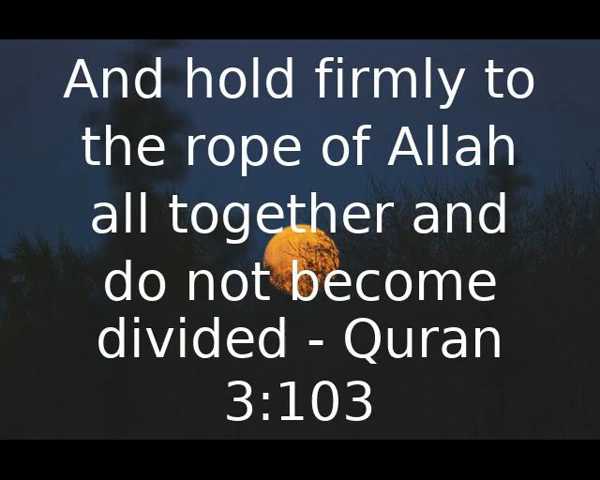 And hold firmly to
the rope of Allah
all together and
do not become
divided - Quran
3:103